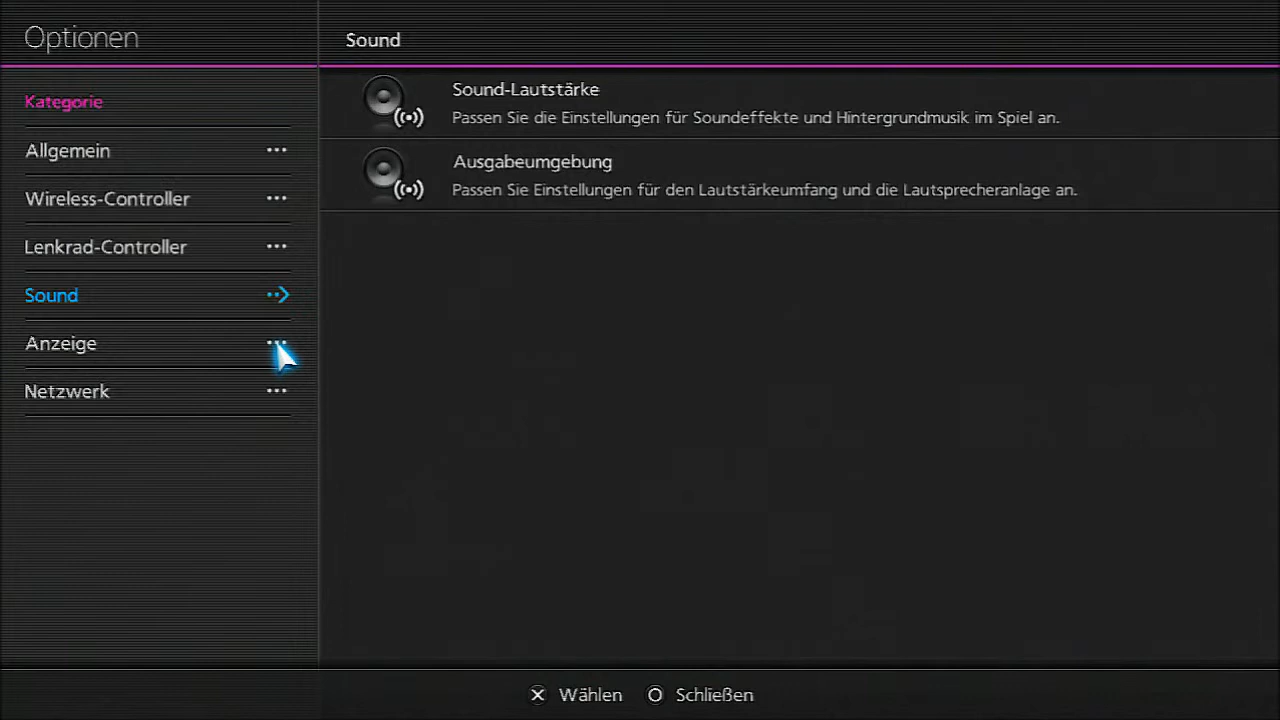 Optionen
Kategorie
Allgemein
Wireless-Controller
Lenkrad-Controller
Sound
Anzeige
Netzwerk
Sound
Sound-Lautstärke
Passen Sie die Einstellungen für Soundeffekte und Hintergrundmusik im Spiel an.
Ausgabeumgebung
Passen Sie Einstellungen für den Lautstärkeumfang und die Lautsprecheranlage an.
Wählen Schließen